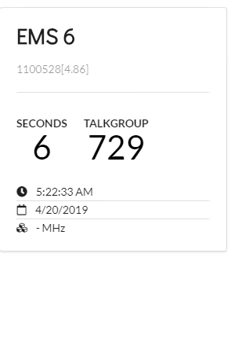 EMS 6
1100528[4.86]
SECONDS TALKGROUP
6 729
5:22:33 AM
4/20/2019
- MHz